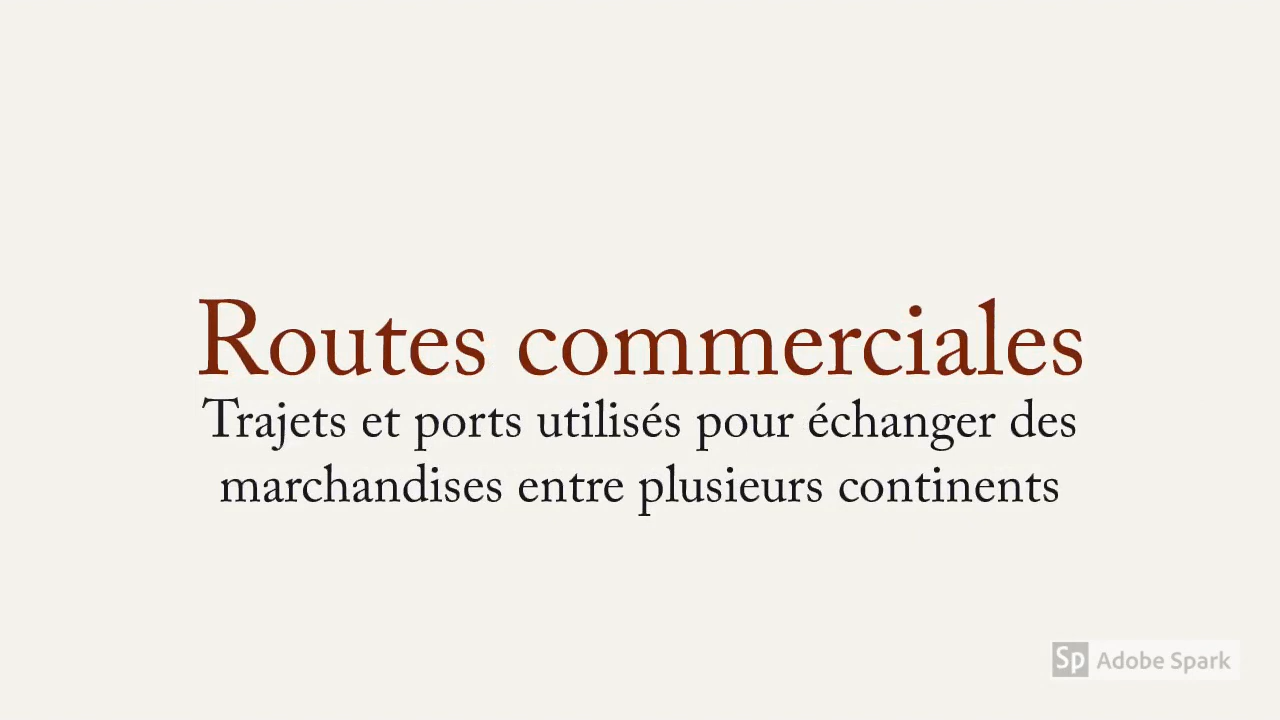 Routes commerciales
Trajets et ports utilisés pour échanger des
marchandises entre plusieurs continents
Sp Adobe Spark